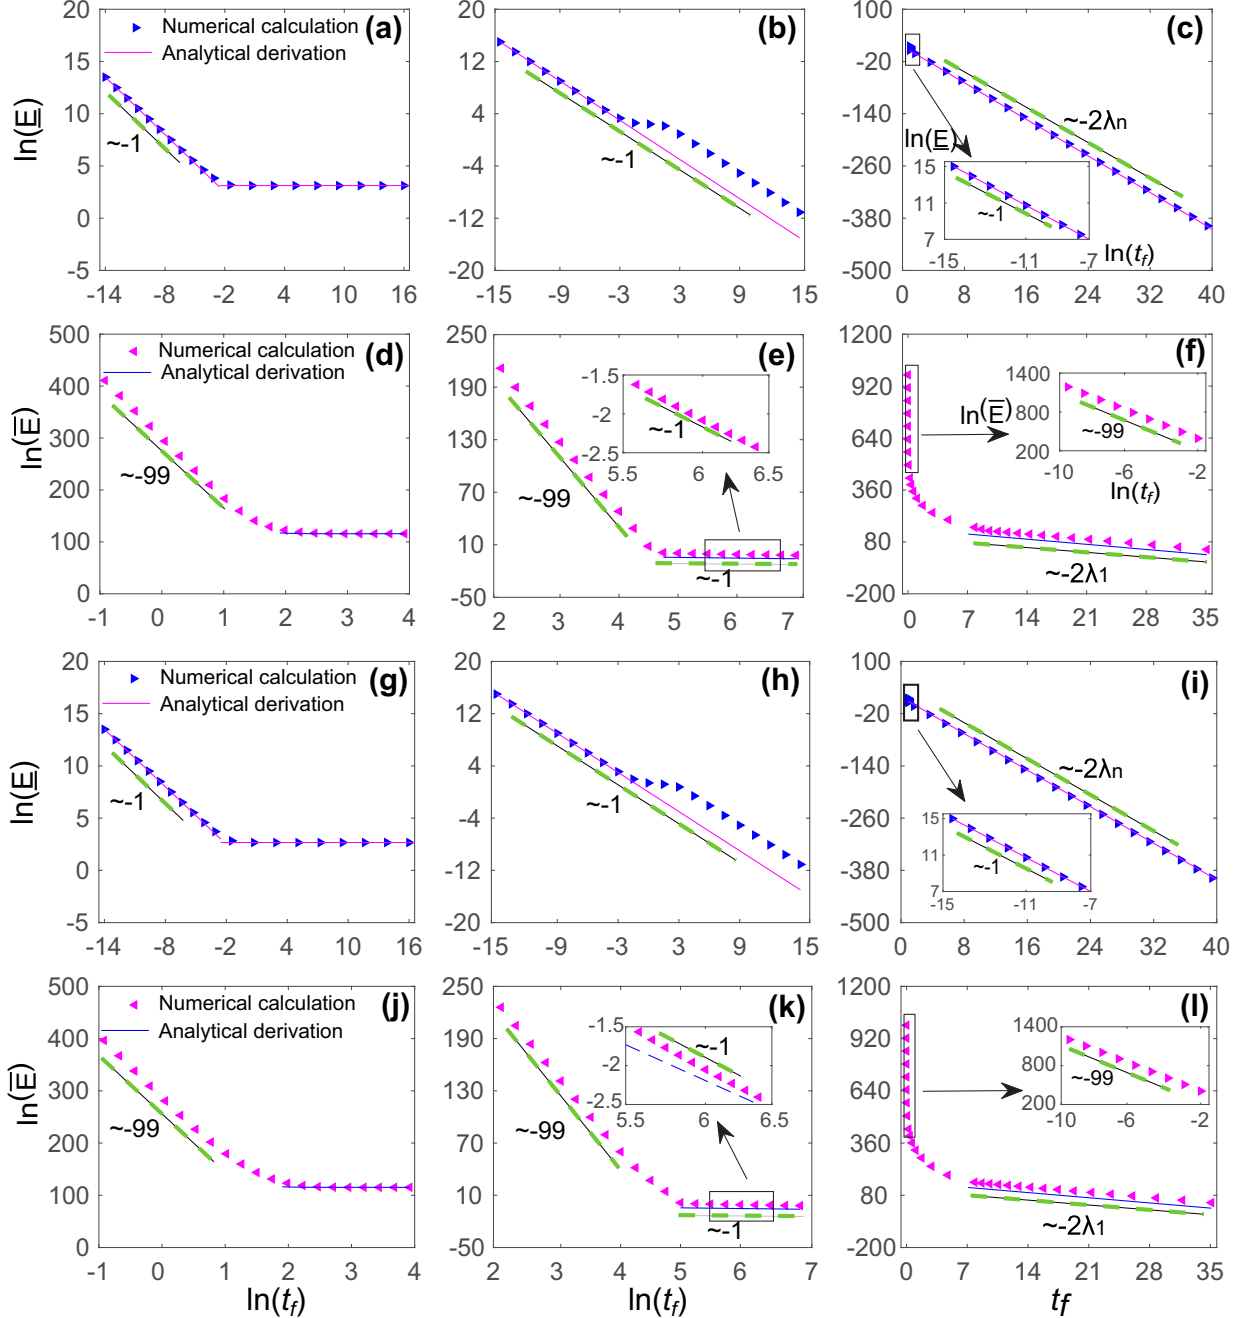 (a)
Numerical calculation
Analytical derivation
~-1
ln(E)
20
15
10
5
0
-5
-14 -8 -2 4 10 16
(b)
~-1
20
12
4
-4
-12
-20
-15 -9 -3 3 9 15
(c)
~-2λn
100
-20
-140
-260
-380
-500
0 8 16 24 32 40
ln(E)
15
11
7
~-1
-15 -11 -7
ln(tf)
(d)
Numerical calculation
Analytical derivation
~-99
ln(E)
500
400
300
200
100
0
-1 0 1 2 3 4
(e)
~-99
~-1
250
190
130
70
10
-50
2 3 4 5 6 7
-1.5
-2
-2.5
~-1
5.5 6 6.5
(f)
1200
920
640
360
80
-200
0 7 14 21 28 35
~-2λ1
ln(E)
1400
800
200
~-99
-10 -6 -2
ln(tf)
(g)
Numerical calculation
Analytical derivation
~-1
ln(E)
20
15
10
5
0
-5
-14 -8 -2 4 10 16
(h)
~-1
20
12
4
-4
-12
-20
-15 -9 -3 3 9 15
(i)
~-2λn
100
-20
-140
-260
-380
-500
0 8 16 24 32 40
15
11
7
~-1
-15 -11 -7
(j)
Numerical calculation
Analytical derivation
~-99
ln(E)
500
400
300
200
100
0
-1 0 1 2 3 4
ln(tf)
(k)
~-99
~-1
250
190
130
70
10
-50
2 3 4 5 6 7
ln(tf)
-1.5
-2
-2.5
~-1
5.5 6 6.5
(l)
1200
920
640
360
80
-200
0 7 14 21 28 35
tf
~-2λ1
1400
800
200
~-99
-10 -6 -2